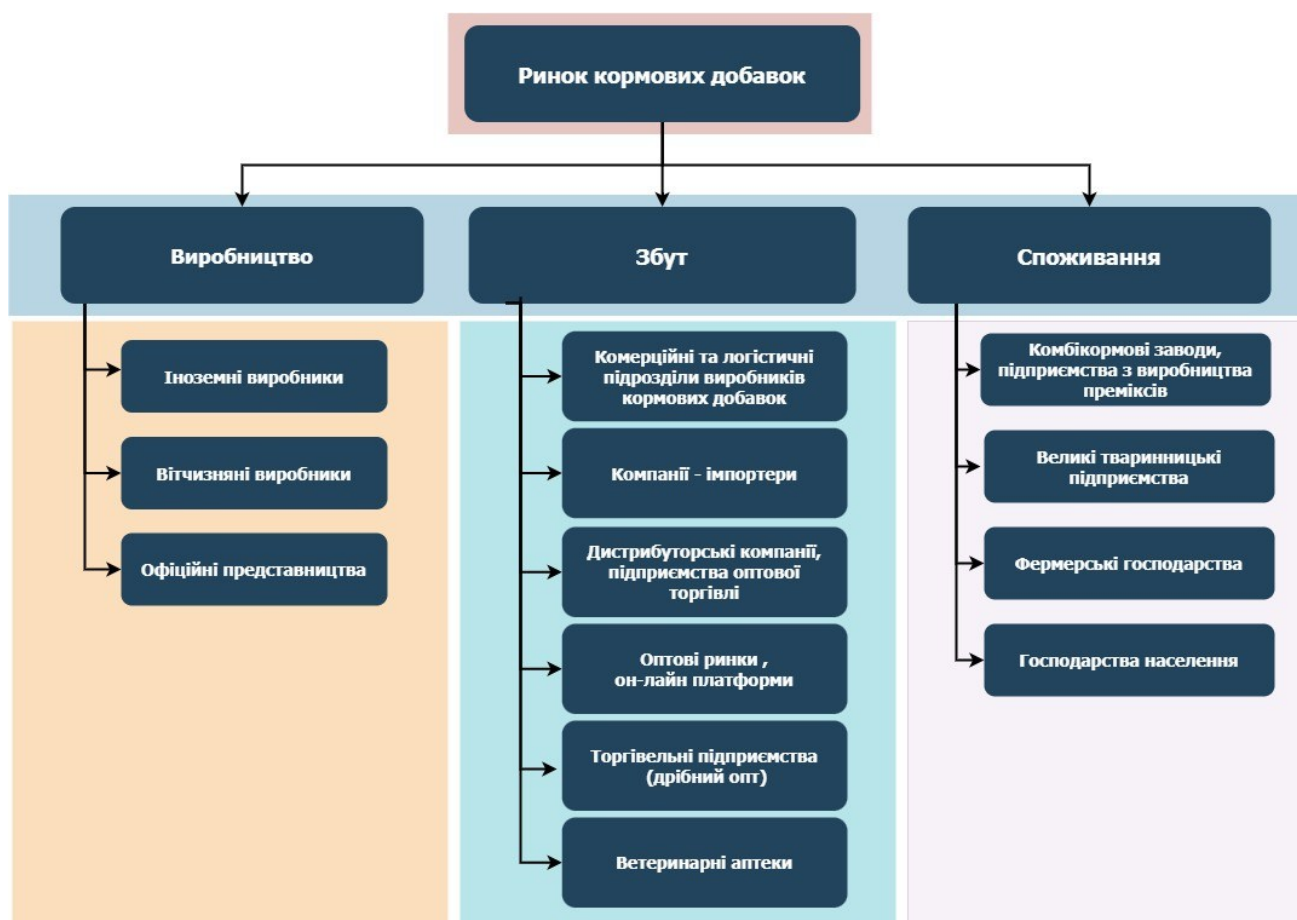 Ринок кормових добавок
Виробництво
Збут
Споживання
Іноземні виробники
Вітчизняні виробники
Офіційні представництва
Комерційні та логістичні
підрозділи виробників
кормових добавок
Компанії - імпортери
Дистрибуторські компанії,
підприємства оптової
торгівлі
Оптові ринки ,
он-лайн платформи
Торгівельні підприємства
(дрібний опт)
Ветеринарні аптеки
Комбікормові заводи,
підприємства з виробництва
преміксів
Великі тваринницькі
підприємства
Фермерські господарства
Господарства населення